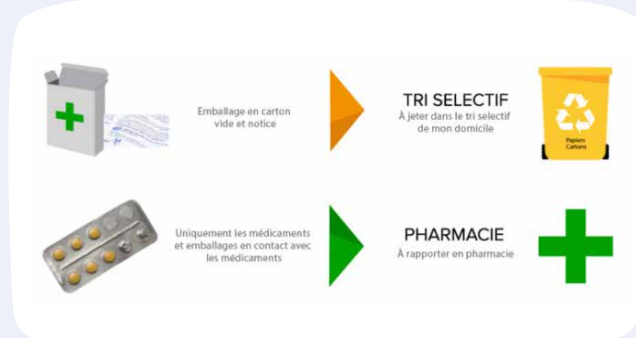 Emballage en carton
vide et notice
TRI SELECTIF
À jeter dans le tri selectif
de mon domicile
Papiers
Cartons
Uniquement les médicaments
et emballages en contact avec
les médicaments
PHARMACIE
À rapporter en pharmacie